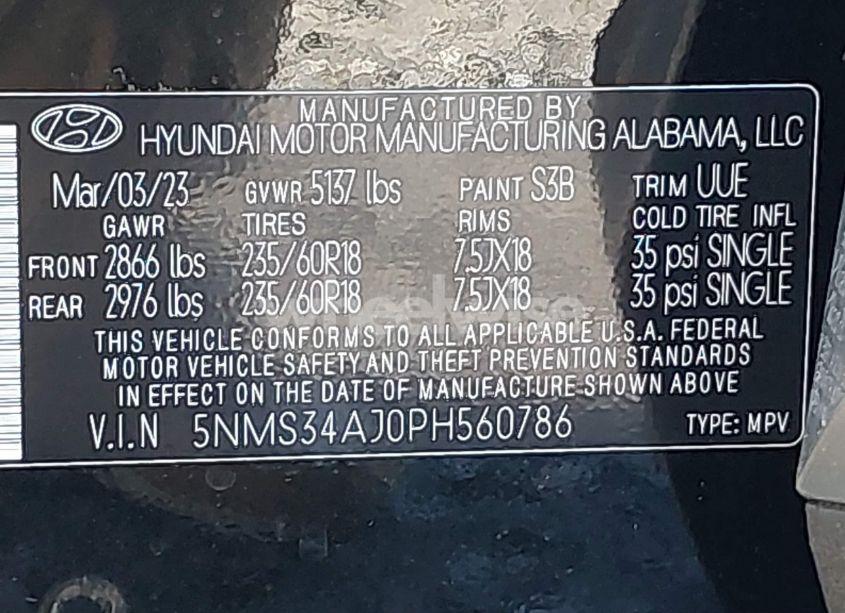 MANUFACTURED BY
HYUNDAI MOTOR MANUFACTURING ALABAMA, LLC
Mar/03/23 GVWR 5137 lbs PAINT S3B TRIM UUE
GAWR TIRES RIMS COLD TIRE INFL
FRONT 2866 lbs 235/60R18 7.5JX18 35 psi SINGLE
REAR 2976 lbs 235/60R18 7.5JX18 35 psi SINGLE
THIS VEHICLE CONFORMS TO ALL APPLICABLE U.S.A. FEDERAL
MOTOR VEHICLE SAFETY AND THEFT PREVENTION STANDARDS
IN EFFECT ON THE DATE OF MANUFACTURE SHOWN ABOVE
V.I.N 5NMS34AJ0PH560786 TYPE: MPV